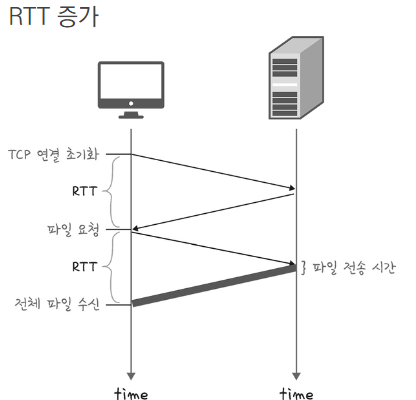 RTT 증가
TCP 연결 초기화
RTT
파일 요청
RTT
} 파일 전송 시간
전체 파일 수신
time
time